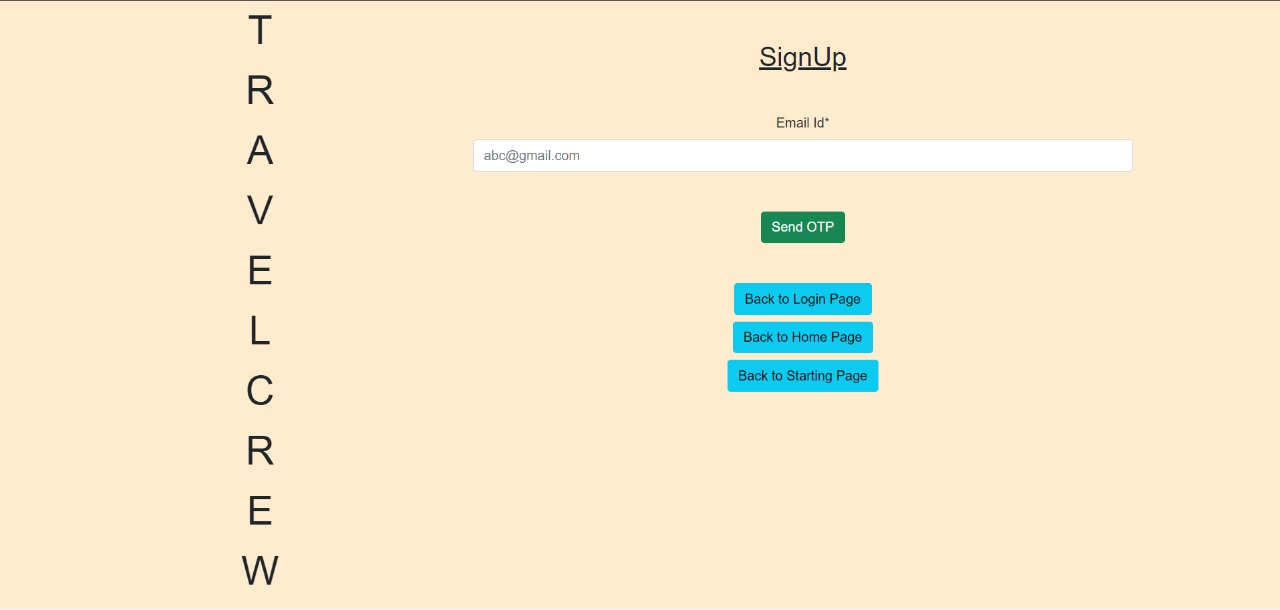 T
R
A
V
E
L
C
R
E
W
SignUp
Email Id*
abc@gmail.com
Send OTP
Back to Login Page
Back to Home Page
Back to Starting Page